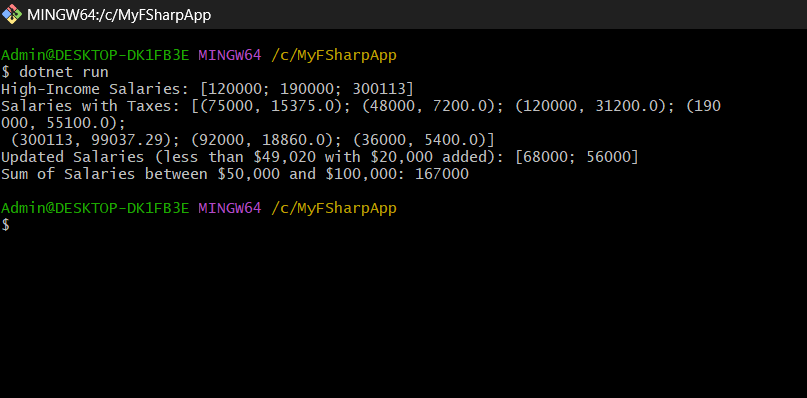 MINGW64:/c/MyFSharpApp
Admin@DESKTOP-DK1FB3E MINGW64 /c/MyFSharpApp
$ dotnet run
High-Income Salaries: [120000; 190000; 300113]
Salaries with Taxes: [(75000, 15375.0); (48000, 7200.0); (120000, 31200.0); (190
000, 55100.0);
 (300113, 99037.29); (92000, 18860.0); (36000, 5400.0)]
Updated Salaries (less than $49,020 with $20,000 added): [68000; 56000]
Sum of Salaries between $50,000 and $100,000: 167000
Admin@DESKTOP-DK1FB3E MINGW64 /c/MyFSharpApp
$